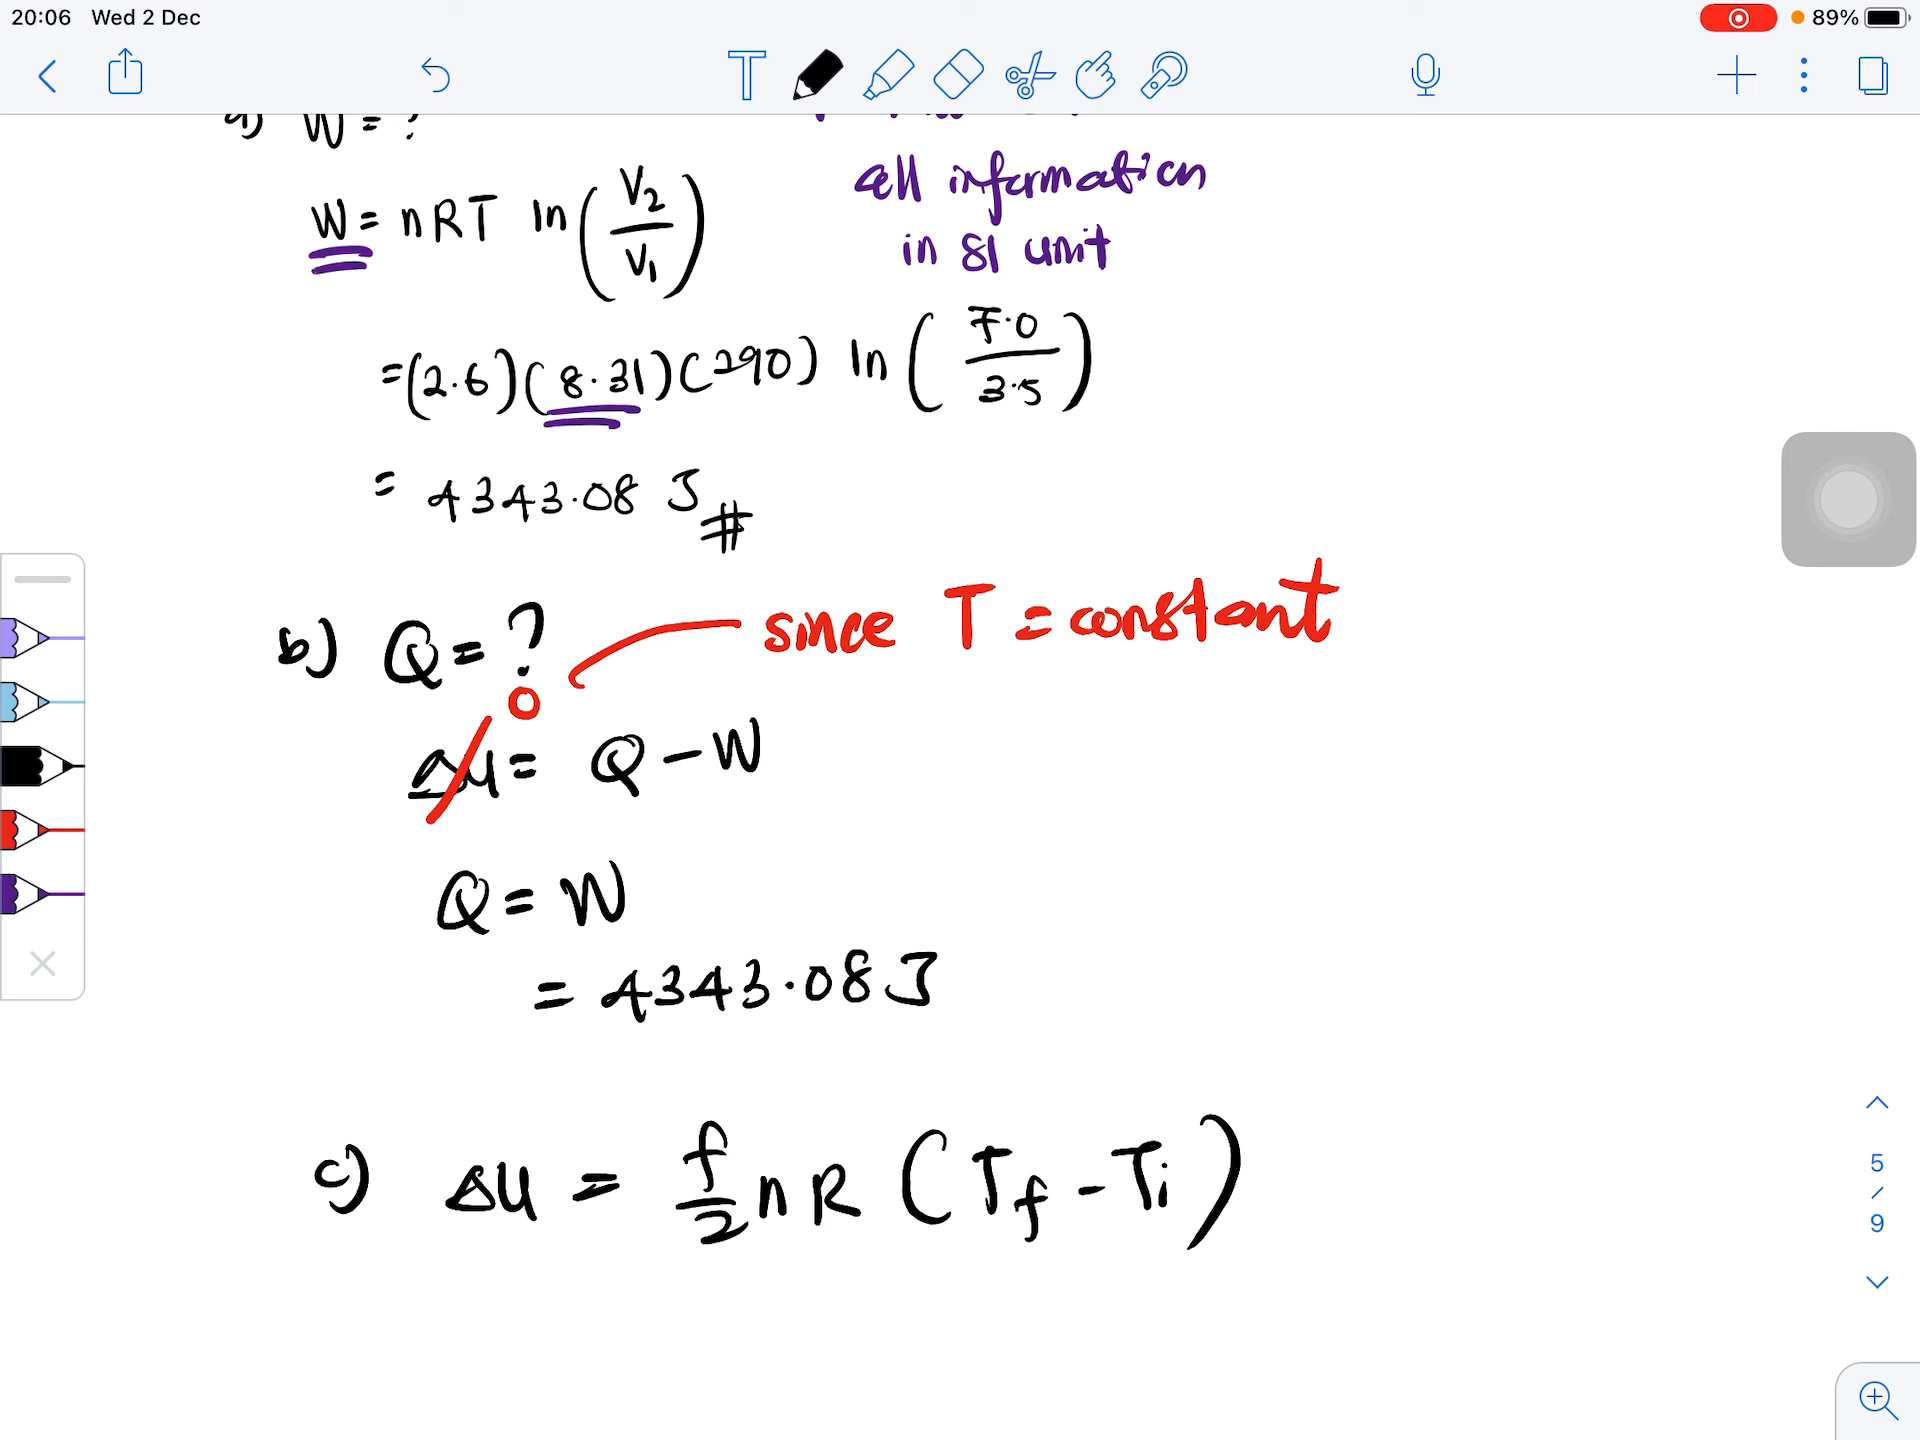 20:06 Wed 2 Dec 89%
a) W = ?
all information
in SI unit
W = nRT ln(V₂/V₁)
=(2.6)(8.31)(290) ln(7.0/3.5)
= 4343.08 J #
b) Q = ?
since T = constant
0
ΔU = Q - W
Q = W
= 4343.08 J
c) ΔU = f/2 nR (Tf - Ti)
5
/
9